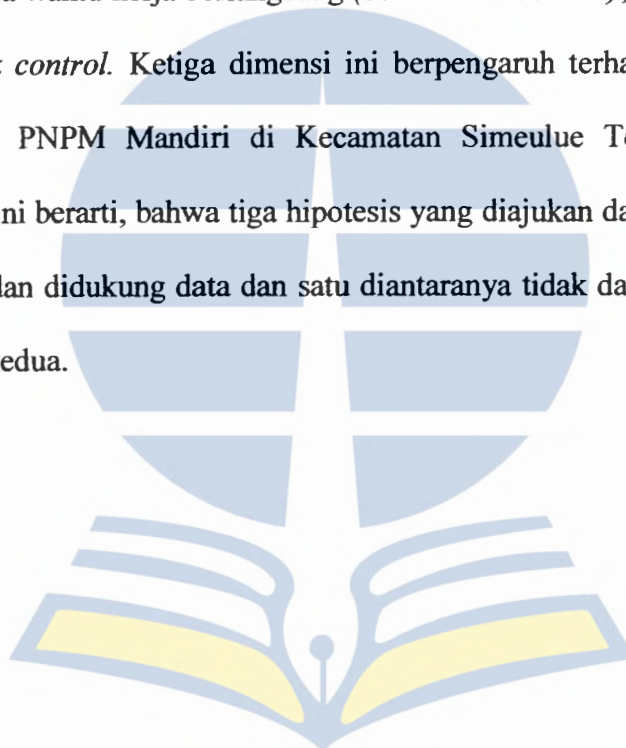 control. Ketiga dimensi ini berpengaruh terha
PNPM Mandiri di Kecamatan Simeulue Te
ni berarti, bahwa tiga hipotesis yang diajukan da
dan didukung data dan satu diantaranya tidak da
edua.